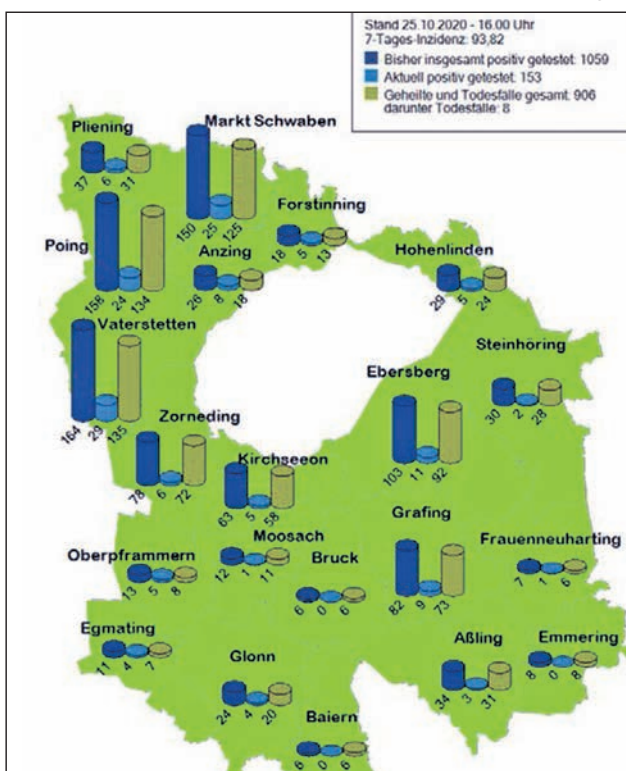 Stand 25.10.2020 - 16.00 Uhr
7-Tages-Inzidenz: 93,82
Bisher insgesamt positiv getestet: 1059
Aktuell positiv getestet: 153
Geheilte und Todesfälle gesamt: 906
darunter Todesfälle: 8
Pliening
37 6 31
Markt Schwaben
150 25 125
Forstinning
18 5 13
Poing
158 24 134
Anzing
26 8 18
Hohenlinden
29 5 24
Vaterstetten
164 29 135
Steinhöring
30 2 28
Ebersberg
103 11 92
Zorneding
78 6 72
Kirchseeon
63 5 58
Grafing
82 9 73
Moosach
12 1 11
Bruck
6 0 6
Frauenneuharting
7 1 6
Oberpframmern
13 5 8
Egmating
11 4 7
Glonn
24 4 20
Aßling
34 3 31
Emmering
8 0 8
Baiern
6 0 6